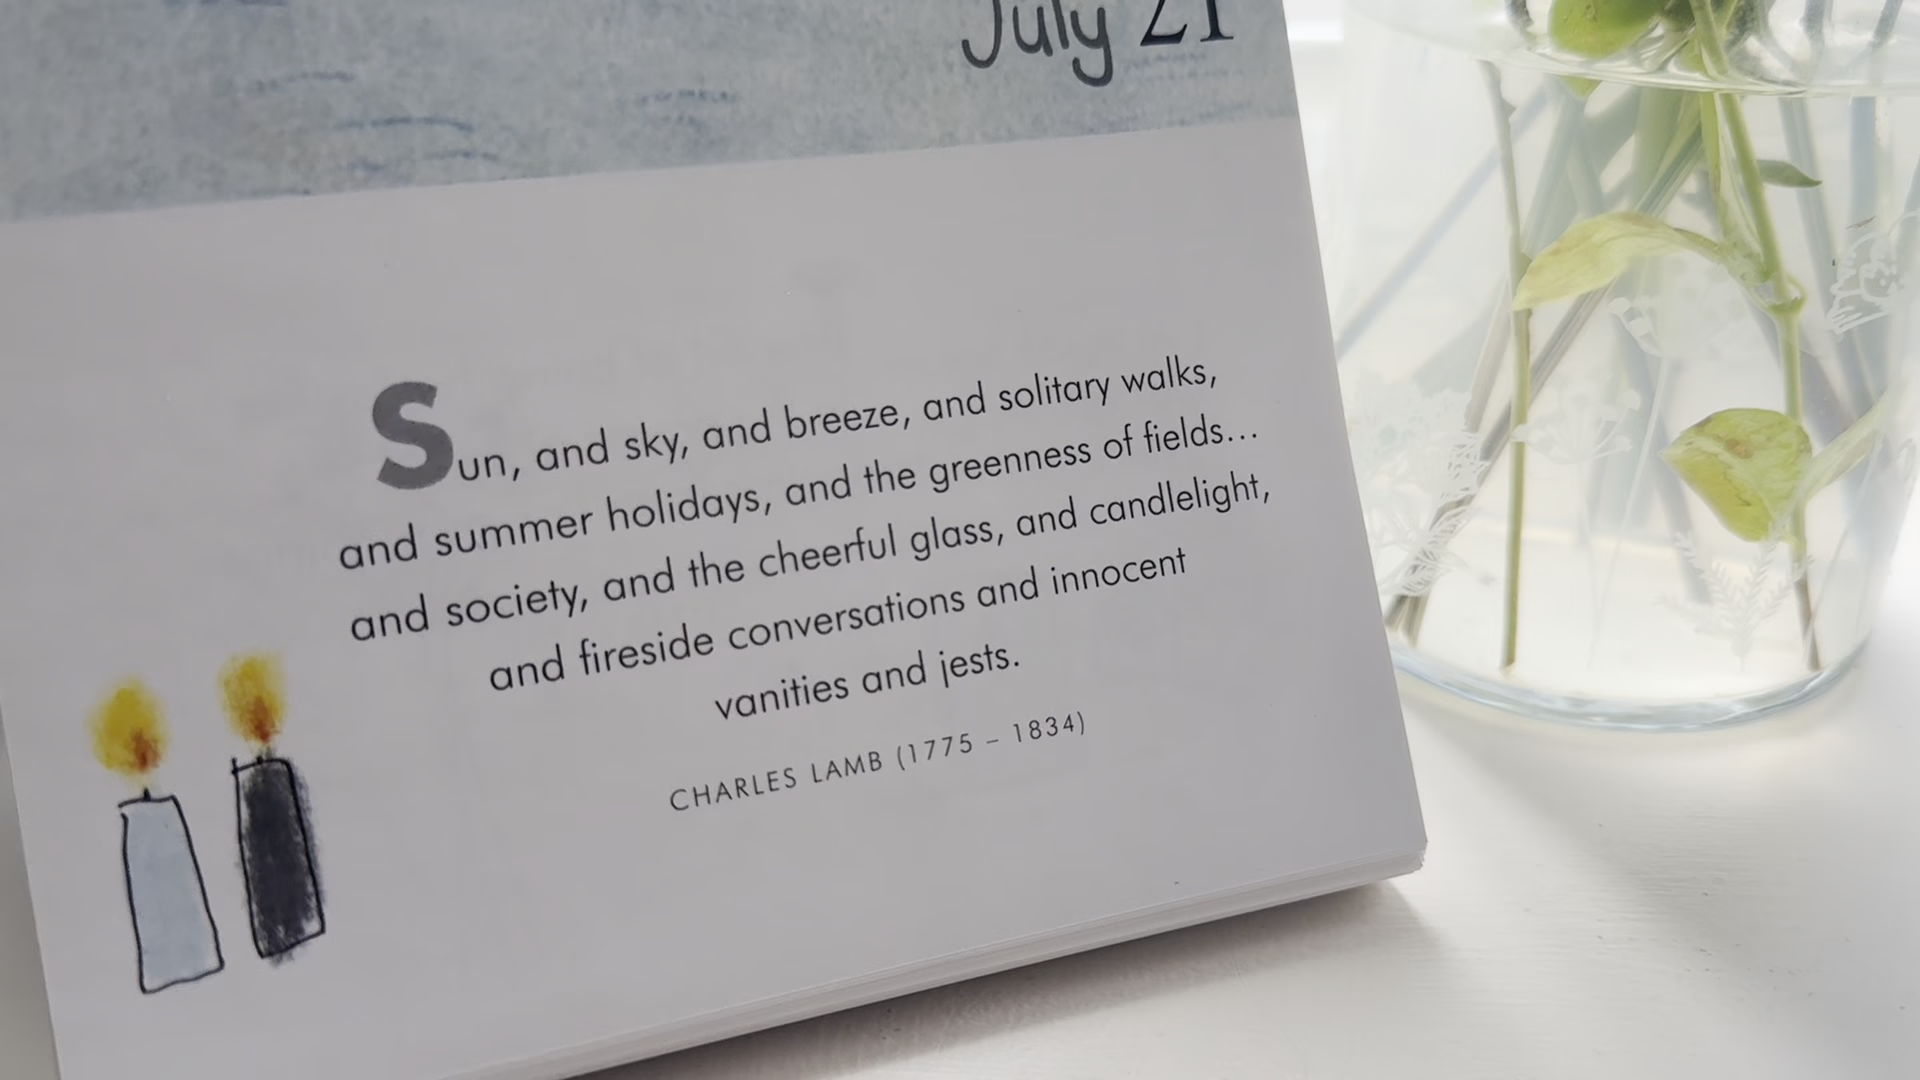 July 21
Sun, and sky, and breeze, and solitary walks,
and summer holidays, and the greenness of fields...
and society, and the cheerful glass, and candlelight,
and fireside conversations and innocent
vanities and jests.
CHARLES LAMB (1775 – 1834)